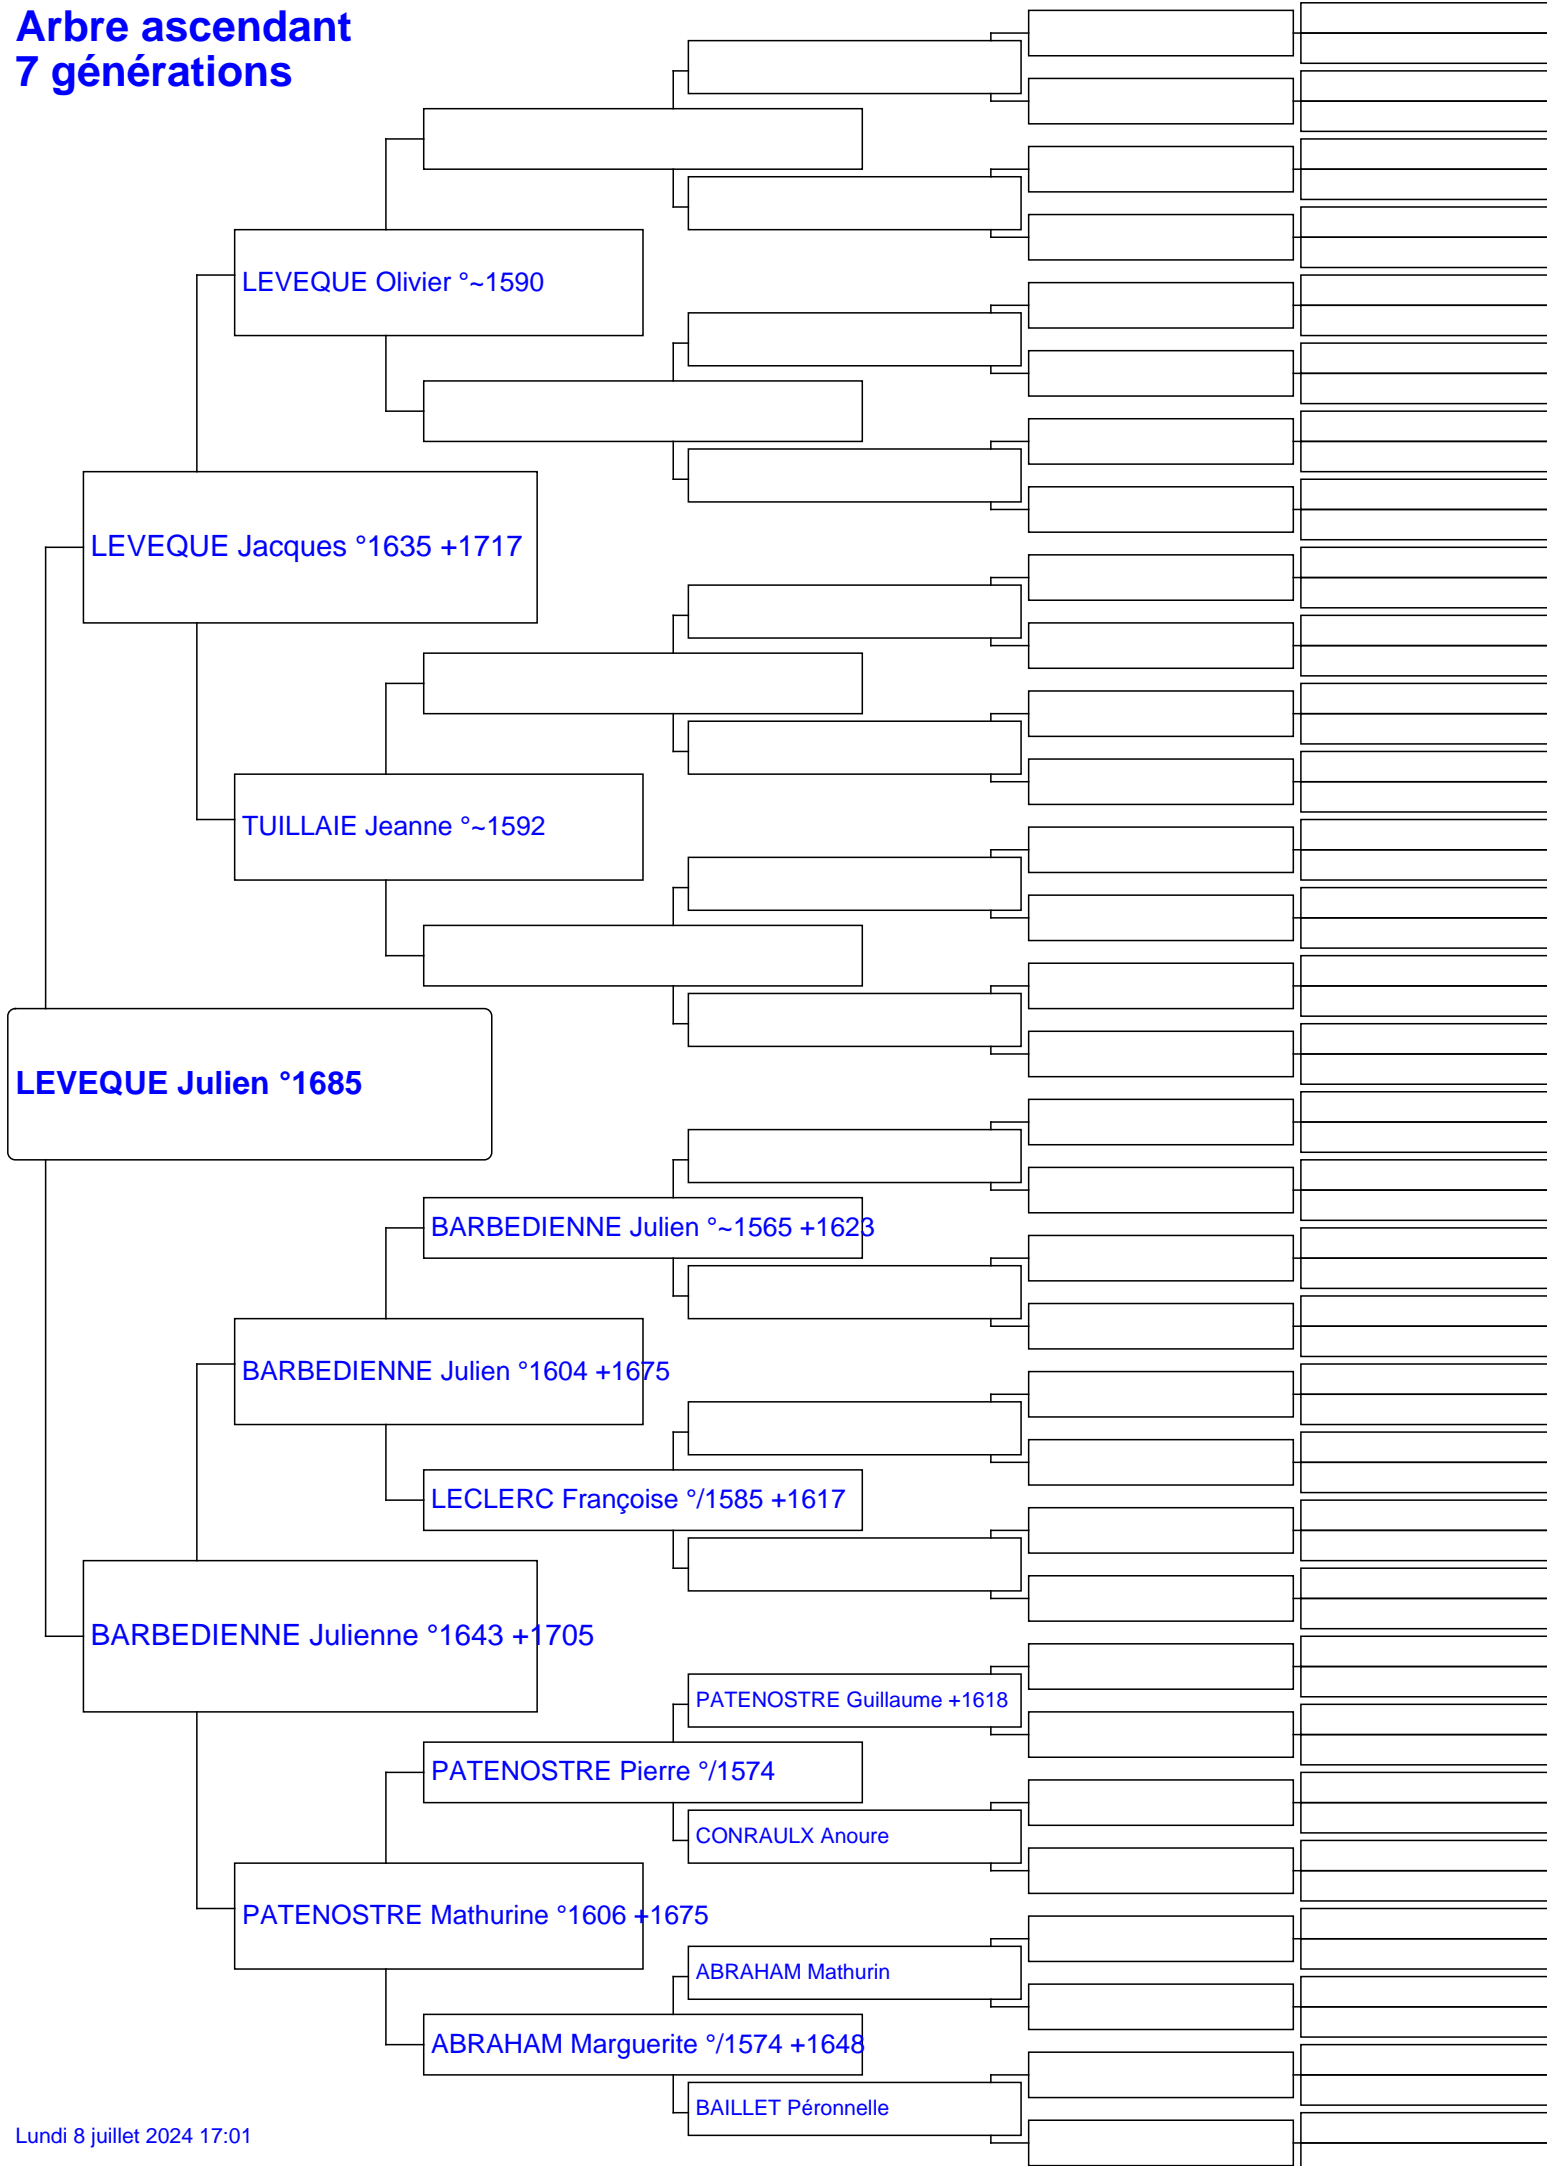 Arbre ascendant
7 générations
LEVEQUE Olivier °~1590
LEVEQUE Jacques °1635 +1717
TUILLAIE Jeanne °~1592
LEVEQUE Julien °1685
BARBEDIENNE Julien °~1565 +1623
BARBEDIENNE Julien °1604 +1675
LECLERC Françoise °/1585 +1617
BARBEDIENNE Julienne °1643 +1705
PATENOSTRE Guillaume +1618
PATENOSTRE Pierre °/1574
CONRAULX Anoure
PATENOSTRE Mathurine °1606 +1675
ABRAHAM Mathurin
ABRAHAM Marguerite °/1574 +1648
BAILLET Péronnelle
Lundi 8 juillet 2024 17:01